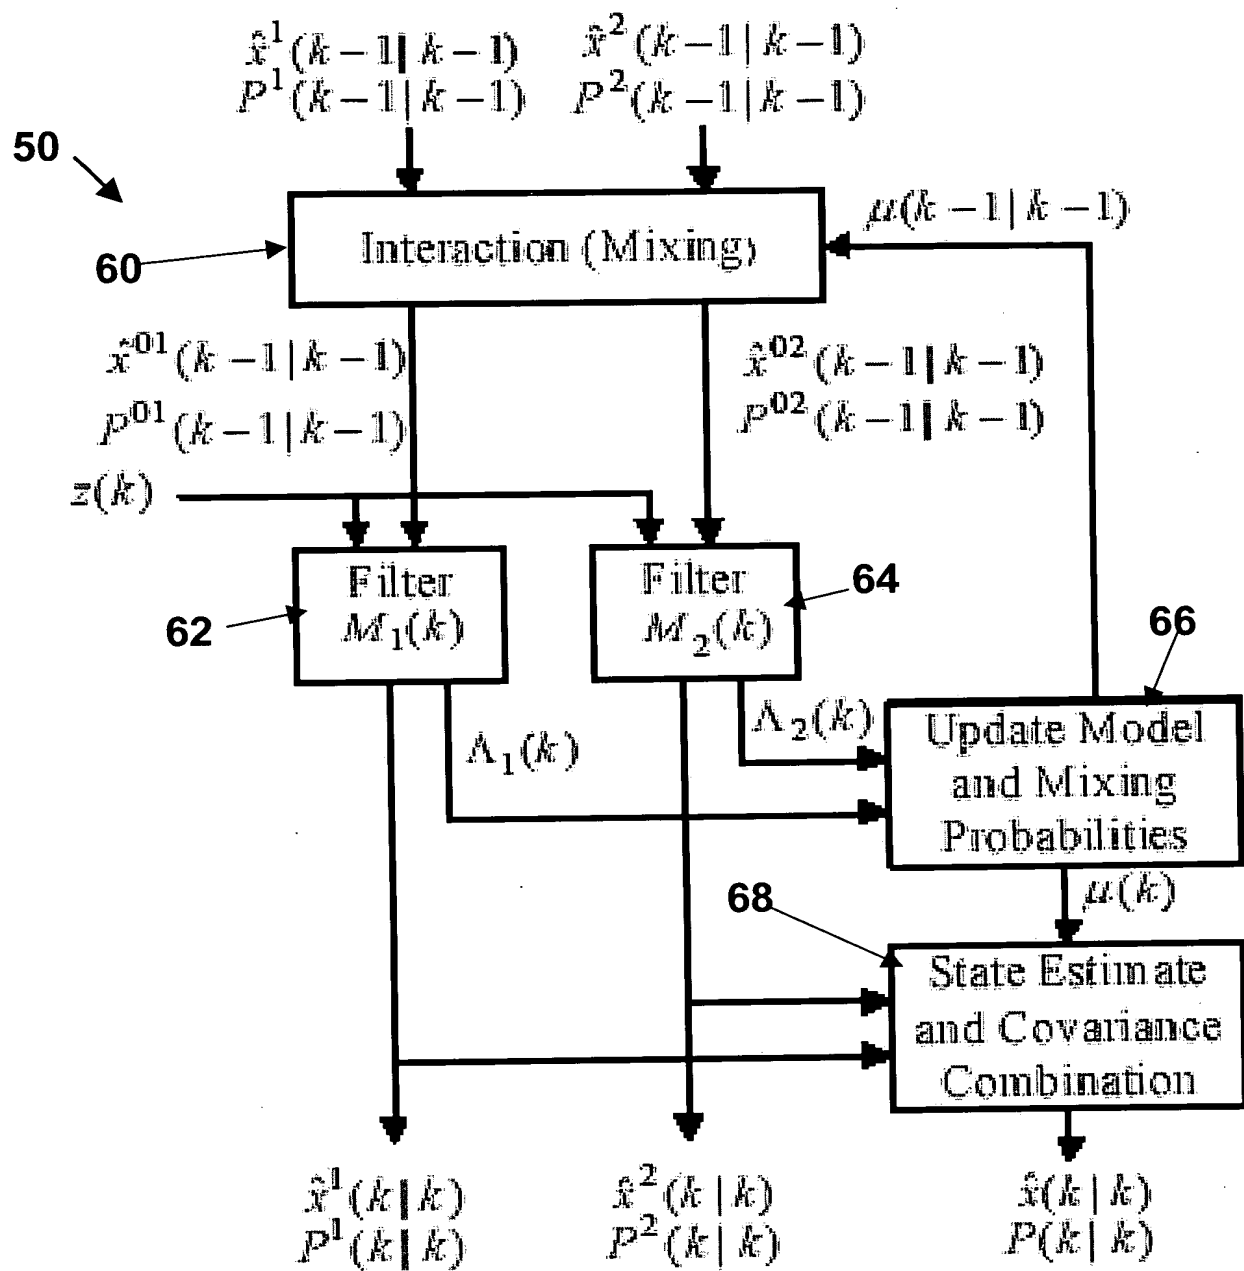 x̂¹(k−1|k−1) x̂²(k−1|k−1)
P¹(k−1|k−1) P²(k−1|k−1)
50
μ(k−1|k−1)
Interaction (Mixing)
60
x̂⁰¹(k−1|k−1) x̂⁰²(k−1|k−1)
P⁰¹(k−1|k−1) P⁰²(k−1|k−1)
z(k)
Filter
M₁(k)
62
Filter
M₂(k)
64
66
Λ₁(k)
Λ₂(k)
Update Model
and Mixing
Probabilities
μ(k)
68
State Estimate
and Covariance
Combination
x̂¹(k|k) x̂²(k|k) x̂(k|k)
P¹(k|k) P²(k|k) P(k|k)